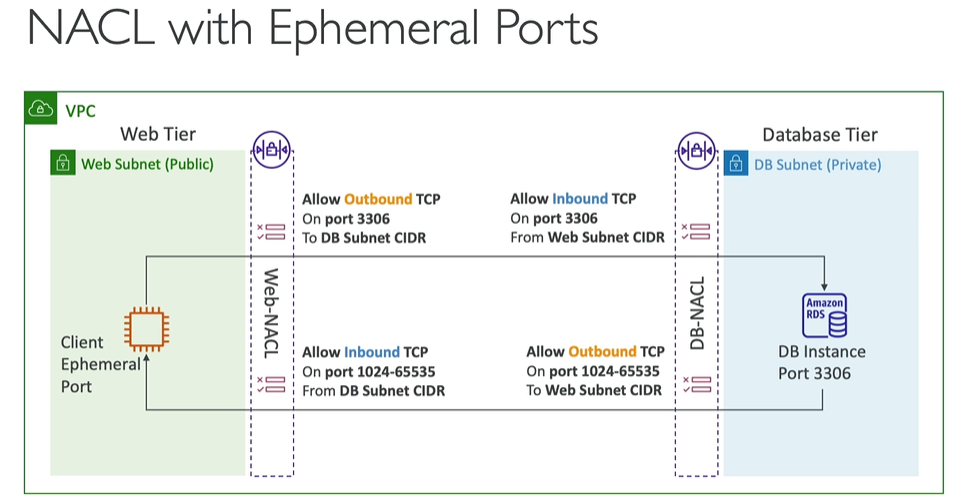 NACL with Ephemeral Ports
VPC
Web Tier
Web Subnet (Public)
Database Tier
DB Subnet (Private)
Allow Outbound TCP
On port 3306
To DB Subnet CIDR
Allow Inbound TCP
On port 3306
From Web Subnet CIDR
Web-NACL
DB-NACL
Amazon
RDS
Client
Ephemeral
Port
Allow Inbound TCP
On port 1024-65535
From DB Subnet CIDR
Allow Outbound TCP
On port 1024-65535
To Web Subnet CIDR
DB Instance
Port 3306